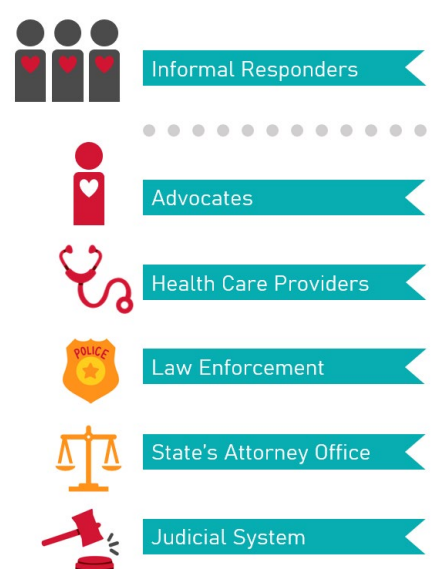 Informal Responders
Advocates
Health Care Providers
POLICE
Law Enforcement
State's Attorney Office
Judicial System